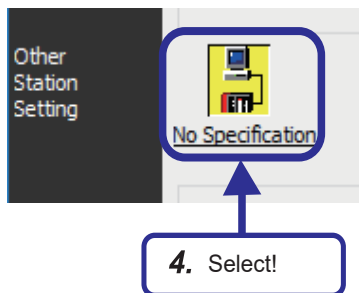 Other
Station
Setting
No Specification
4. Select!